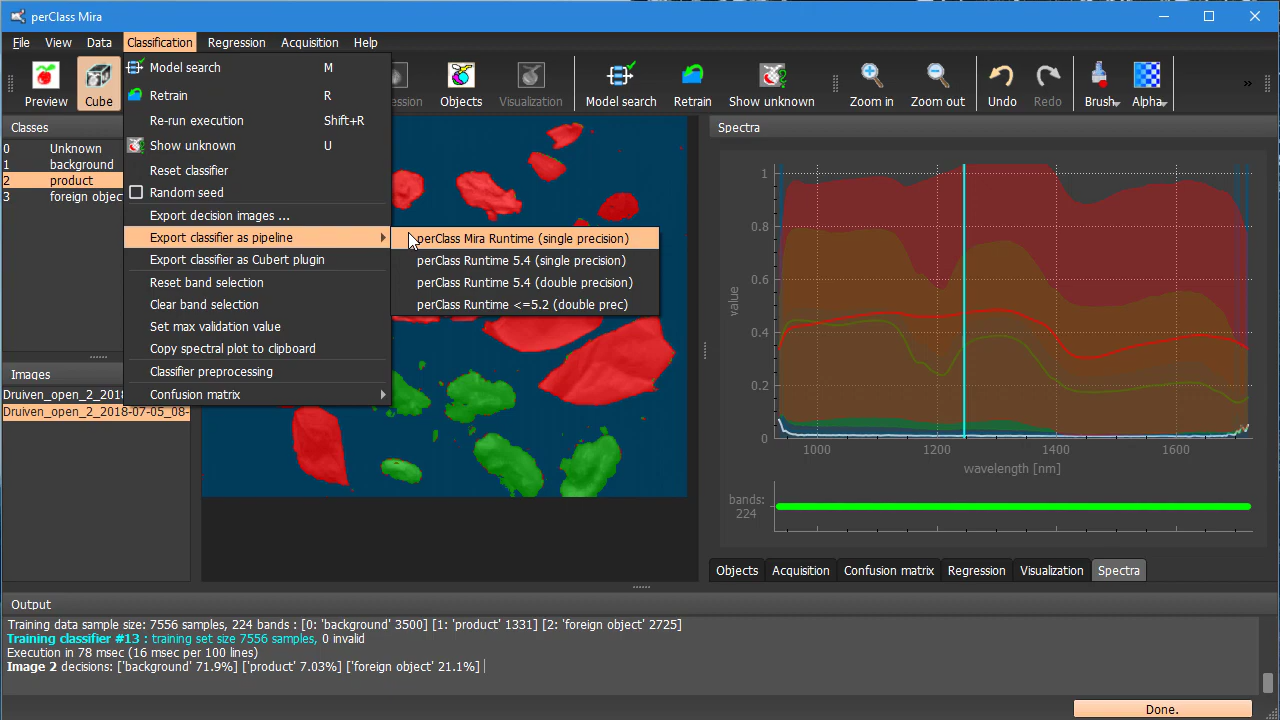 perClass Mira
File View Data Classification Regression Acquisition Help
Preview Cube Objects Visualization Model search Retrain Show unknown Zoom in Zoom out Undo Redo Brush Alpha »
Model search M
Retrain R
Re-run execution Shift+R
Show unknown U
Reset classifier
Random seed
Export decision images ...
Export classifier as pipeline
Export classifier as Cubert plugin
Reset band selection
Clear band selection
Set max validation value
Copy spectral plot to clipboard
Classifier preprocessing
Confusion matrix
perClass Mira Runtime (single precision)
perClass Runtime 5.4 (single precision)
perClass Runtime 5.4 (double precision)
perClass Runtime <=5.2 (double prec)
Classes
0 Unknown
1 background
2 product
3 foreign objec
Images
Druiven_open_2_2018
Druiven_open_2_2018-07-05_08-
Spectra
1
0.8
0.6
0.4
0.2
0
value
1000 1200 1400 1600
wavelength [nm]
bands:
224
Objects Acquisition Confusion matrix Regression Visualization Spectra
Output
Training data sample size: 7556 samples, 224 bands : [0: 'background' 3500] [1: 'product' 1331] [2: 'foreign object' 2725]
Training classifier #13 : training set size 7556 samples, 0 invalid
Execution in 78 msec (16 msec per 100 lines)
Image 2 decisions: ['background' 71.9%] ['product' 7.03%] ['foreign object' 21.1%]
Done.